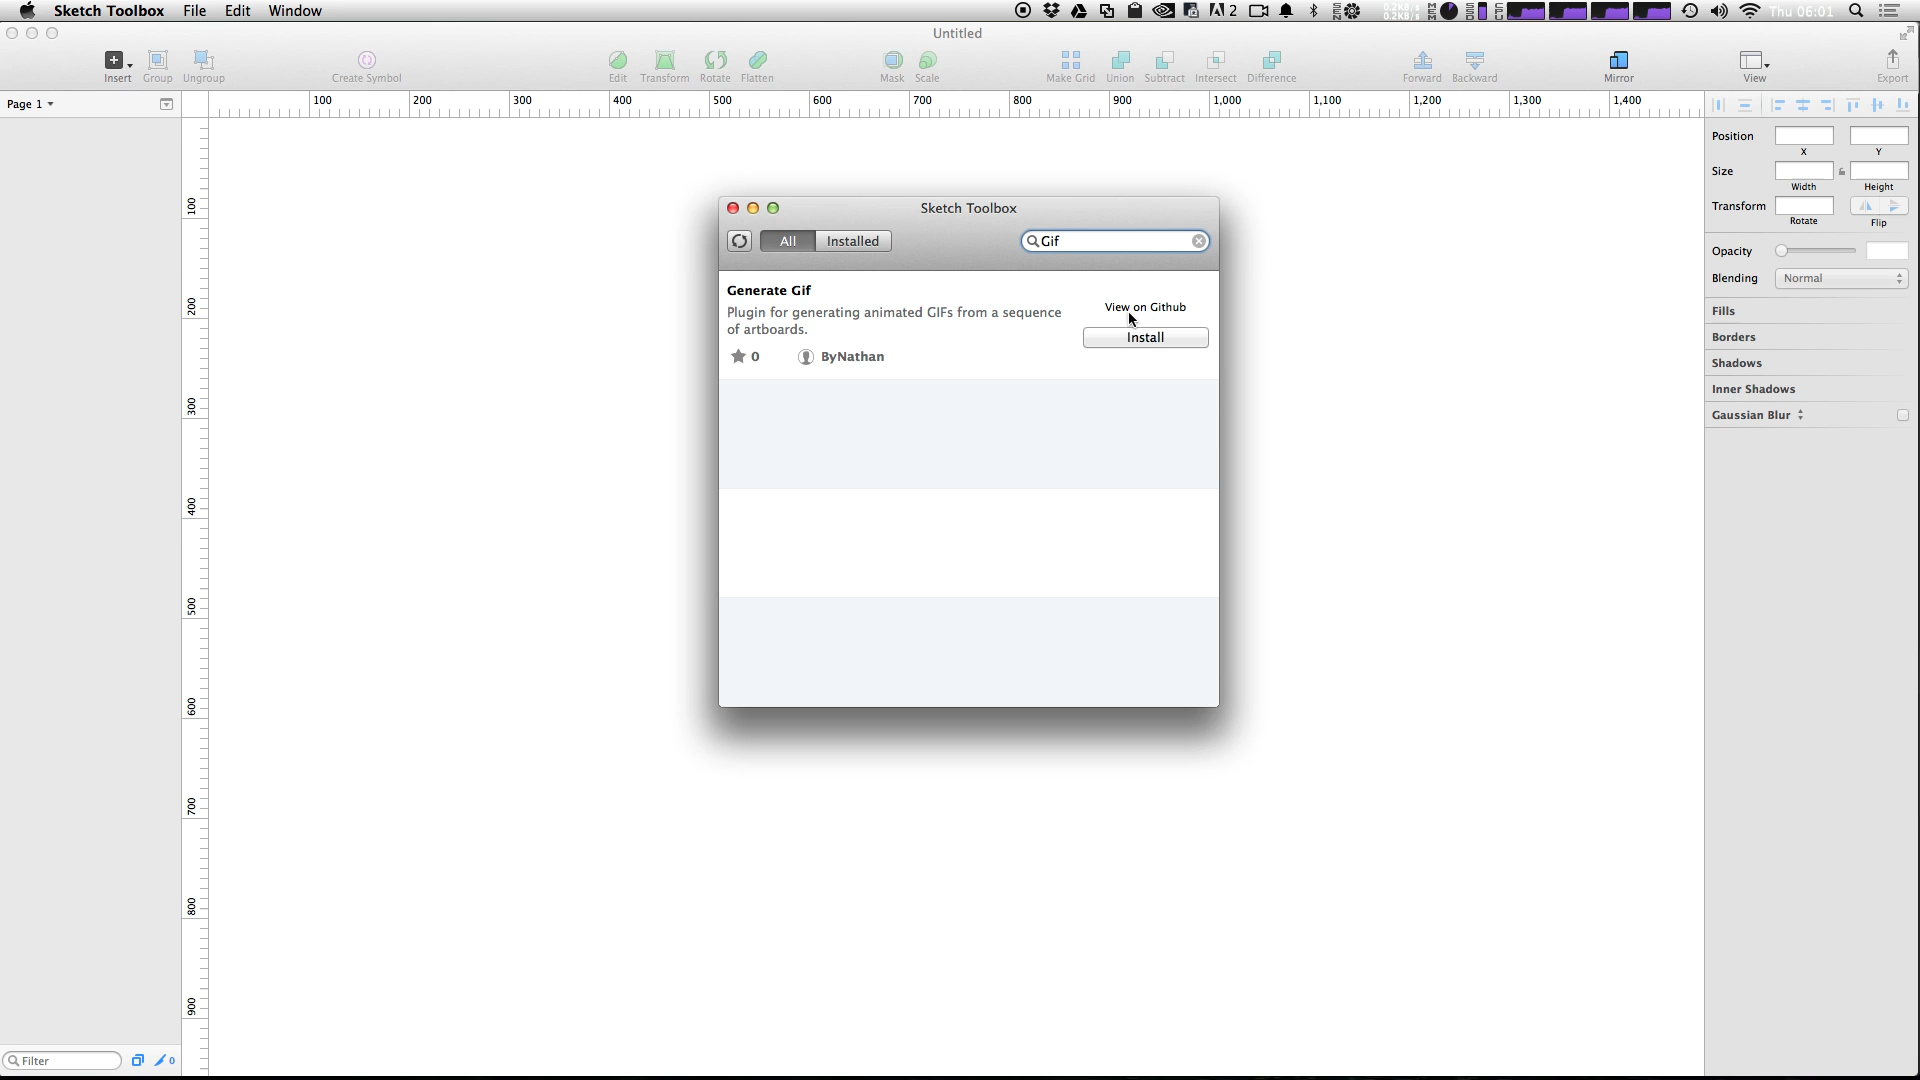 Sketch Toolbox File Edit Window
2
Thu 06:01
Untitled
Insert Group Ungroup Create Symbol Edit Transform Rotate Flatten Mask Scale Make Grid Union Subtract Intersect Difference Forward Backward Mirror View Export
Page 1
100 200 300 400 500 600 700 800 900 1,000 1,100 1,200 1,300 1,400
100
200
300
400
500
600
700
800
900
Sketch Toolbox
All Installed Gif
Generate Gif
Plugin for generating animated GIFs from a sequence
of artboards.
0 ByNathan
View on Github
Install
Position
X Y
Size
Width Height
Transform
Rotate Flip
Opacity
Blending Normal
Fills
Borders
Shadows
Inner Shadows
Gaussian Blur
Filter 0